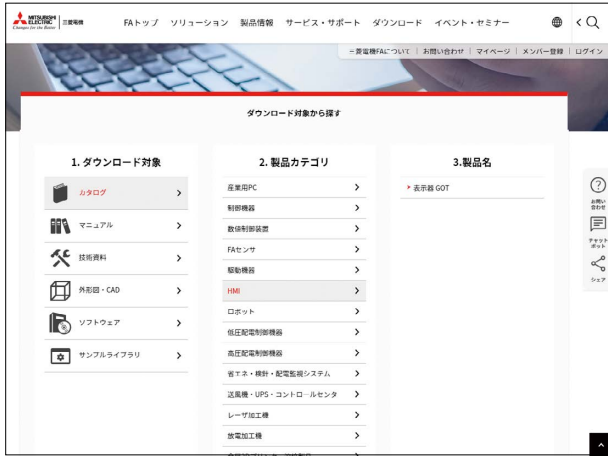 MITSUBISHI ELECTRIC
Changes for the Better
三菱電機
FAトップ ソリューション 製品情報 サービス・サポート ダウンロード イベント・セミナー
三菱電機FAについて お問い合わせ マイページ メンバー登録 ログイン
ダウンロード対象から探す
1. ダウンロード対象
カタログ
マニュアル
技術資料
外形図・CAD
ソフトウェア
サンプルライブラリ
2. 製品カテゴリ
産業用PC
制御機器
数値制御装置
FAセンサ
駆動機器
HMI
ロボット
低圧配電制御機器
高圧配電制御機器
省エネ・検針・配電監視システム
送風機・UPS・コントロールセンタ
レーザ加工機
放電加工機
3.製品名
表示器 GOT
お問い
合わせ
チャット
ボット
シェア